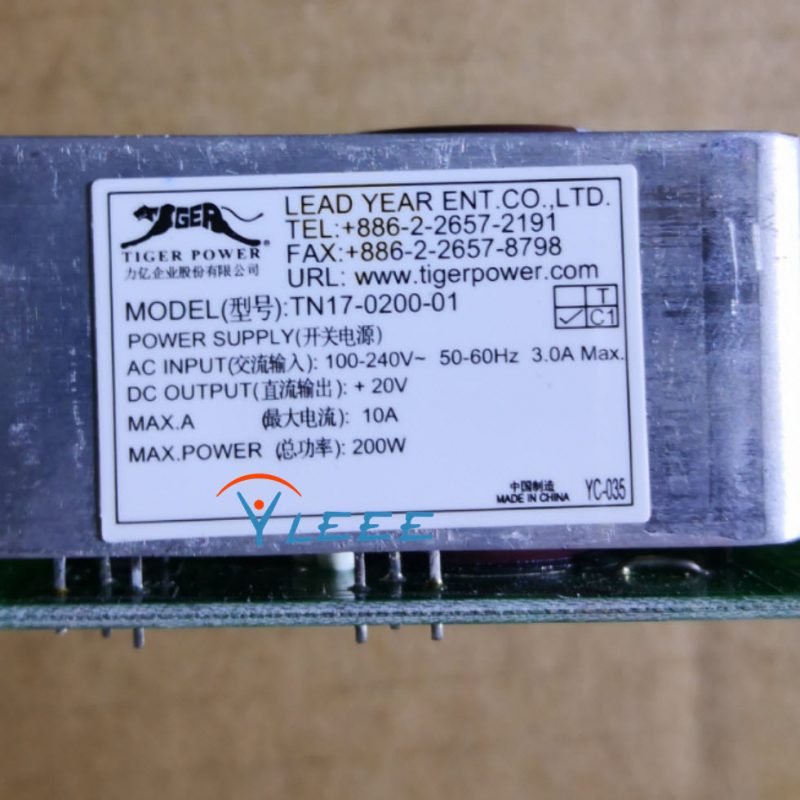 TIGER
TIGER POWER®
力亿企业股份有限公司
LEAD YEAR ENT.CO.,LTD.
TEL:+886-2-2657-2191
FAX:+886-2-2657-8798
URL: www.tigerpower.com
MODEL(型号):TN17-0200-01
T
✓ C1
POWER SUPPLY(开关电源)
AC INPUT(交流输入): 100-240V~ 50-60Hz 3.0A Max.
DC OUTPUT(直流输出): + 20V
MAX.A (最大电流): 10A
MAX.POWER (总功率): 200W
中国制造
MADE IN CHINA
YC-035
YLEEE